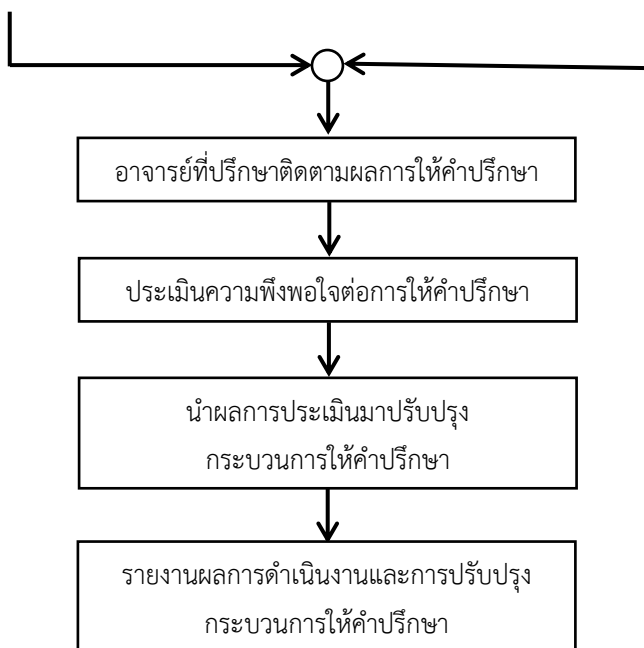 อาจารย์ที่ปรึกษาติดตามผลการให้คำปรึกษา
ประเมินความพึงพอใจต่อการให้คำปรึกษา
นำผลการประเมินมาปรับปรุง
กระบวนการให้คำปรึกษา
รายงานผลการดำเนินงานและการปรับปรุง
กระบวนการให้คำปรึกษา